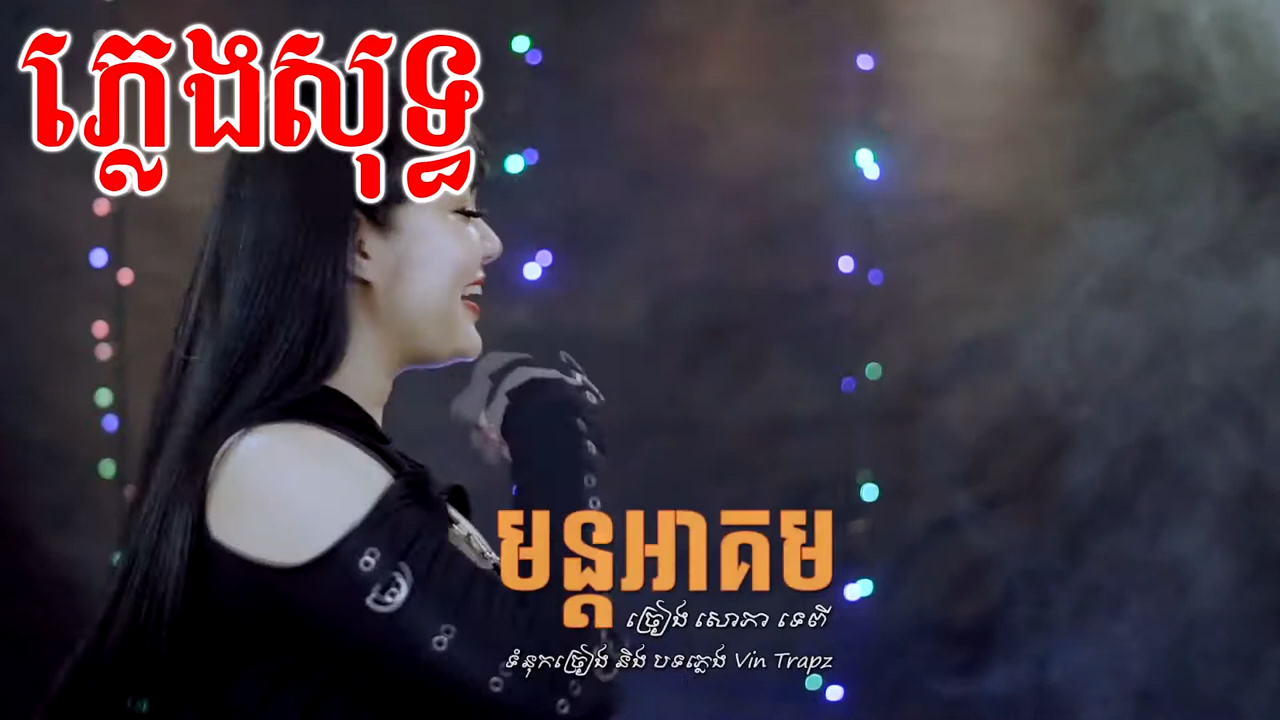 ភ្លេងសុទ្ធ
មន្តអាគម
ច្រៀង សោភា ទេពី
ទំនុកច្រៀង និង បទភ្លេង Vin Trapz